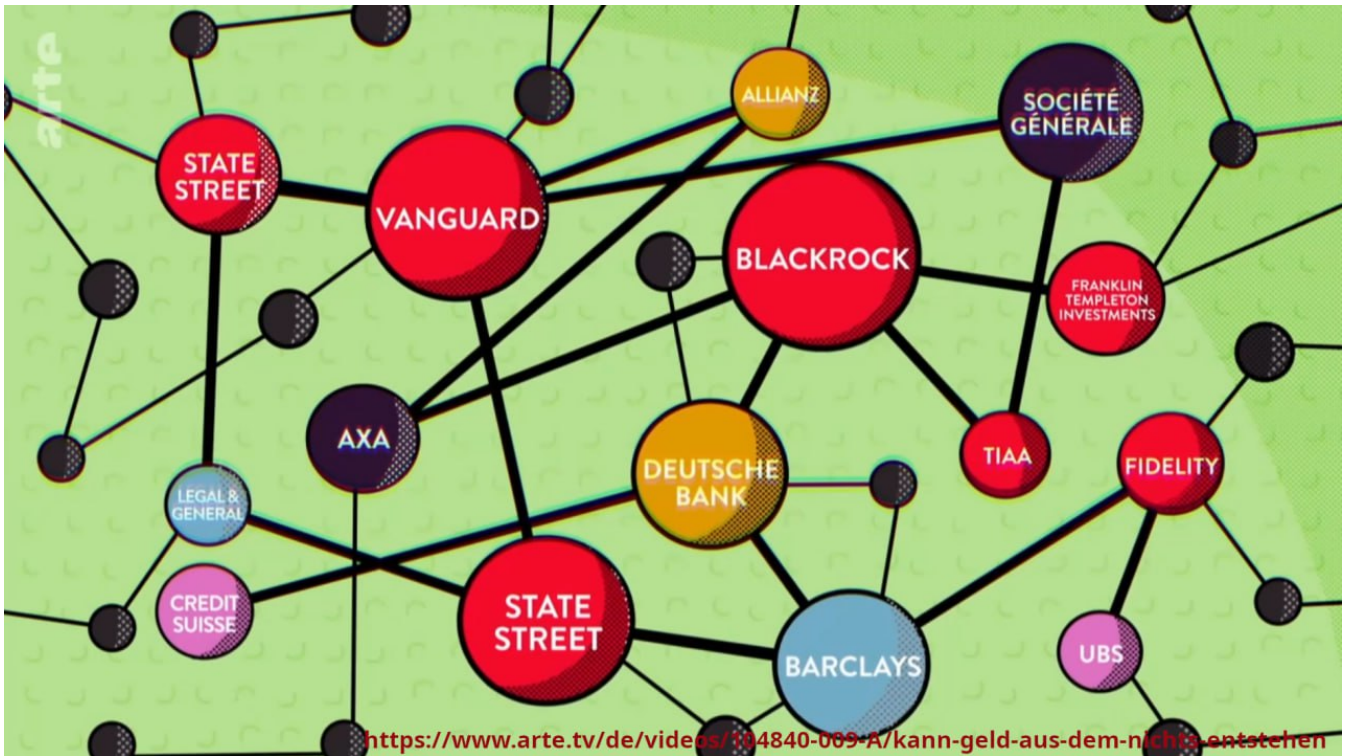 arte
ALLIANZ
SOCIÉTÉ
GÉNÉRALE
STATE
STREET
VANGUARD
BLACKROCK
FRANKLIN
TEMPLETON
INVESTMENTS
AXA
DEUTSCHE
BANK
TIAA
FIDELITY
LEGAL &
GENERAL
CREDIT
SUISSE
STATE
STREET
BARCLAYS
UBS
https://www.arte.tv/de/videos/104840-009-A/kann-geld-aus-dem-nichts-entstehen